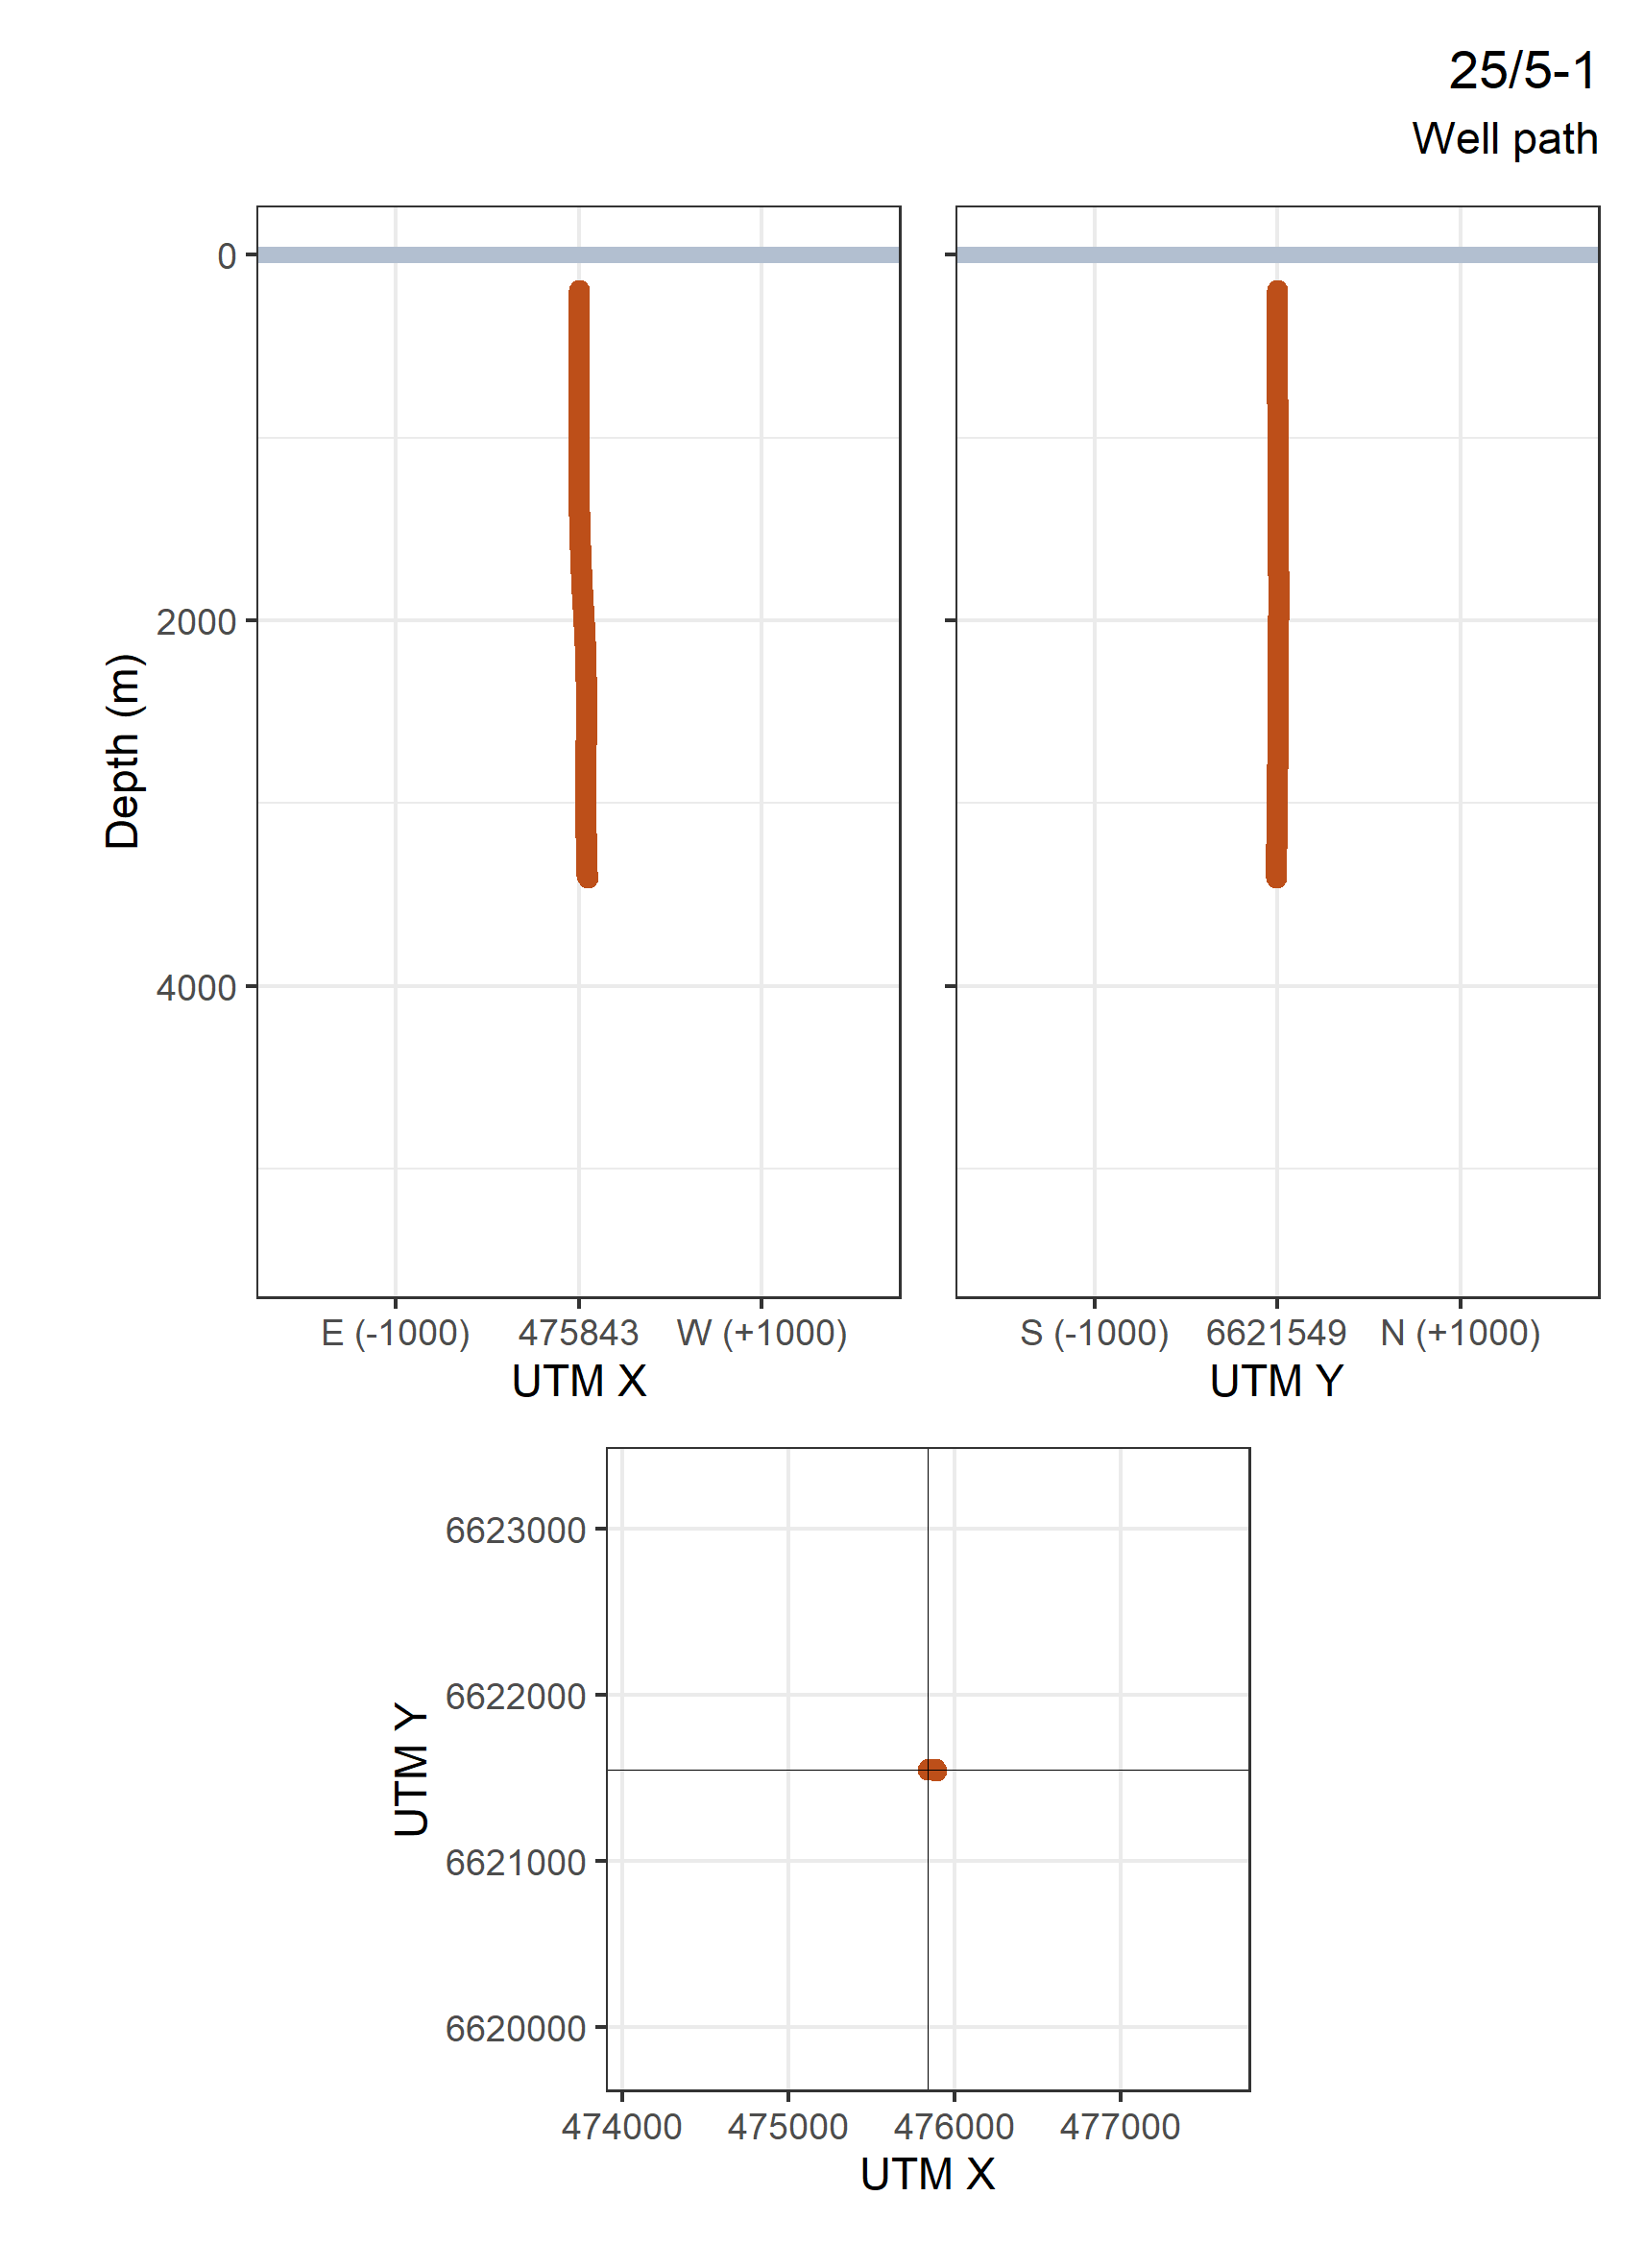 25/5-1
Well path
0
2000
4000
Depth (m)
E (-1000) 475843 W (+1000)
UTM X
S (-1000) 6621549 N (+1000)
UTM Y
6623000
6622000
6621000
6620000
UTM Y
474000 475000 476000 477000
UTM X